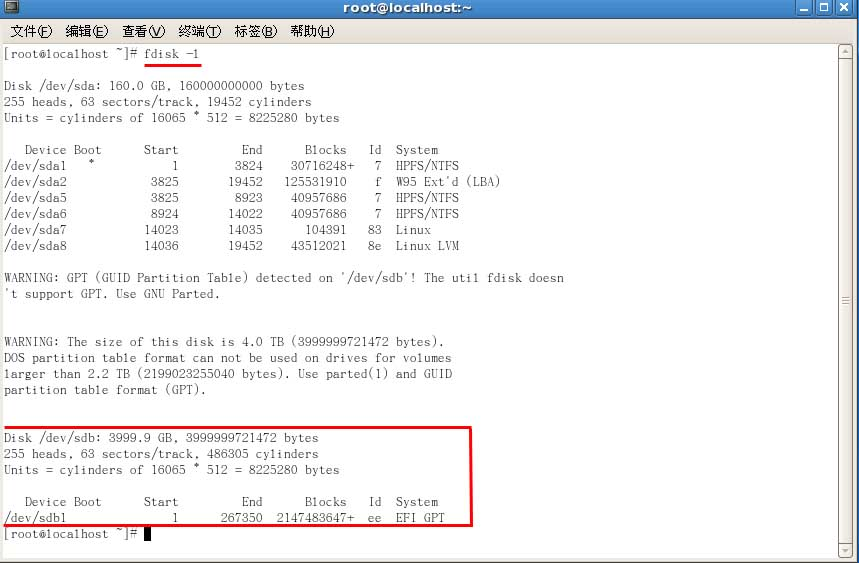 root@localhost:~
文件(F) 编辑(E) 查看(V) 终端(T) 标签(B) 帮助(H)
[root@localhost ~]# fdisk -l
Disk /dev/sda: 160.0 GB, 160000000000 bytes
255 heads, 63 sectors/track, 19452 cylinders
Units = cylinders of 16065 * 512 = 8225280 bytes
Device Boot Start End Blocks Id System
/dev/sda1 * 1 3824 30716248+ 7 HPFS/NTFS
/dev/sda2 3825 19452 125531910 f W95 Ext'd (LBA)
/dev/sda5 3825 8923 40957686 7 HPFS/NTFS
/dev/sda6 8924 14022 40957686 7 HPFS/NTFS
/dev/sda7 14023 14035 104391 83 Linux
/dev/sda8 14036 19452 43512021 8e Linux LVM
WARNING: GPT (GUID Partition Table) detected on '/dev/sdb'! The util fdisk doesn
't support GPT. Use GNU Parted.
WARNING: The size of this disk is 4.0 TB (3999999721472 bytes).
DOS partition table format can not be used on drives for volumes
larger than 2.2 TB (2199023255040 bytes). Use parted(1) and GUID
partition table format (GPT).
Disk /dev/sdb: 3999.9 GB, 3999999721472 bytes
255 heads, 63 sectors/track, 486305 cylinders
Units = cylinders of 16065 * 512 = 8225280 bytes
Device Boot Start End Blocks Id System
/dev/sdb1 1 267350 2147483647+ ee EFI GPT
[root@localhost ~]#